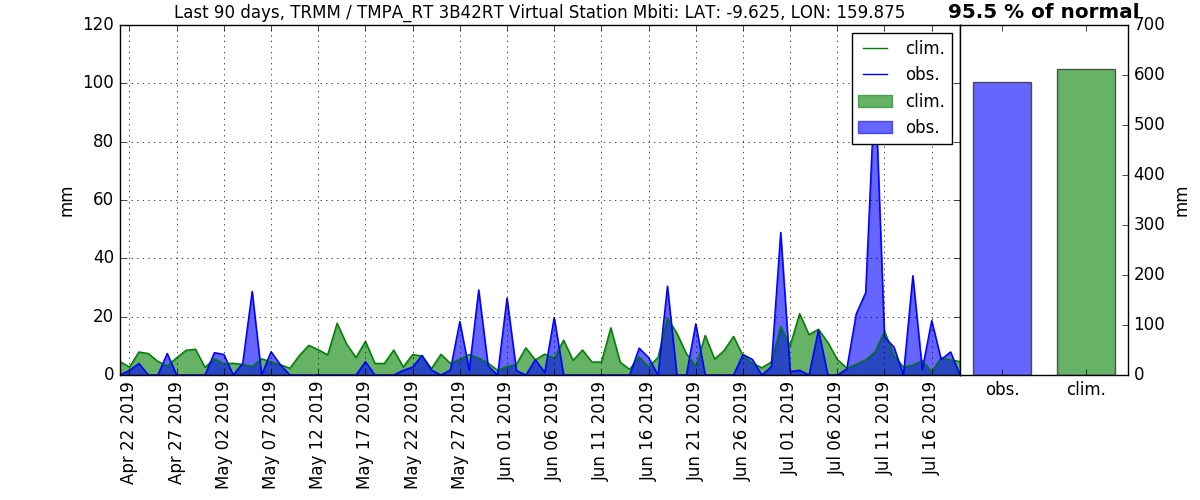 Last 90 days, TRMM / TMPA_RT 3B42RT Virtual Station Mbiti: LAT: -9.625, LON: 159.875
95.5 % of normal
120
100
80
60
40
20
0
mm
clim.
obs.
clim.
obs.
700
600
500
400
300
200
100
0
mm
Apr 22 2019
Apr 27 2019
May 02 2019
May 07 2019
May 12 2019
May 17 2019
May 22 2019
May 27 2019
Jun 01 2019
Jun 06 2019
Jun 11 2019
Jun 16 2019
Jun 21 2019
Jun 26 2019
Jul 01 2019
Jul 06 2019
Jul 11 2019
Jul 16 2019
obs.
clim.